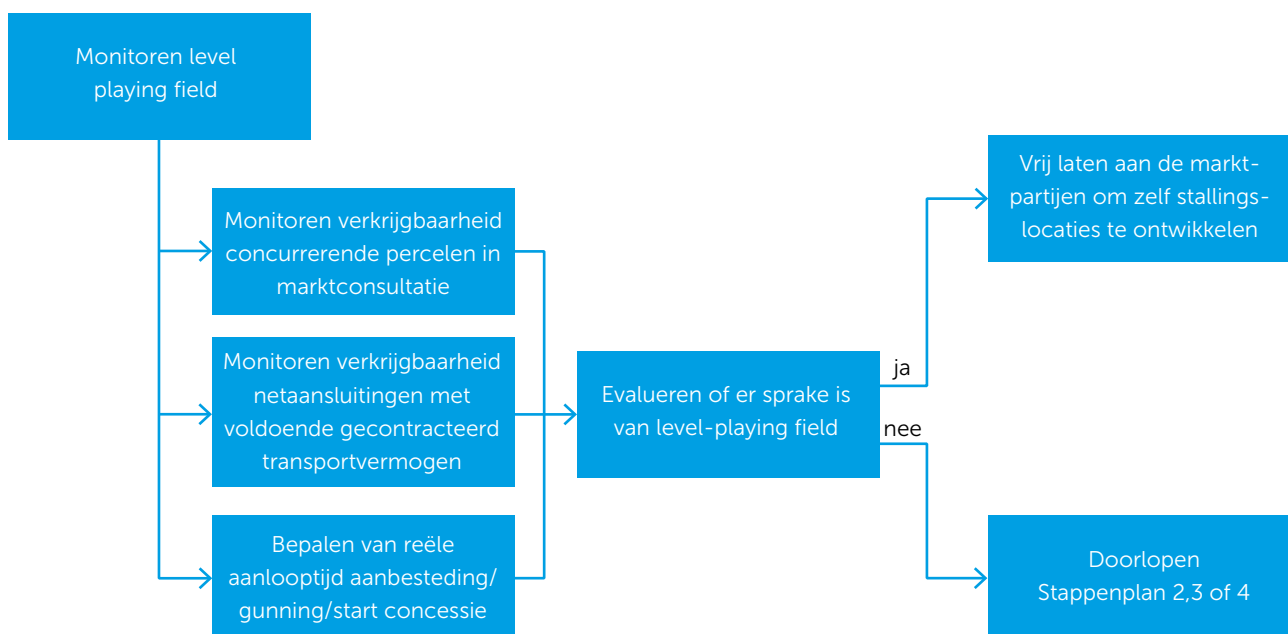 Monitoren level
playing field
Monitoren verkrijgbaarheid
concurrerende percelen in
marktconsultatie
Monitoren verkrijgbaarheid
netaansluitingen met
voldoende gecontracteerd
transportvermogen
Bepalen van reële
aanlooptijd aanbesteding/
gunning/start concessie
Evalueren of er sprake is
van level-playing field
ja
nee
Vrij laten aan de markt-
partijen om zelf stallings-
locaties te ontwikkelen
Doorlopen
Stappenplan 2,3 of 4